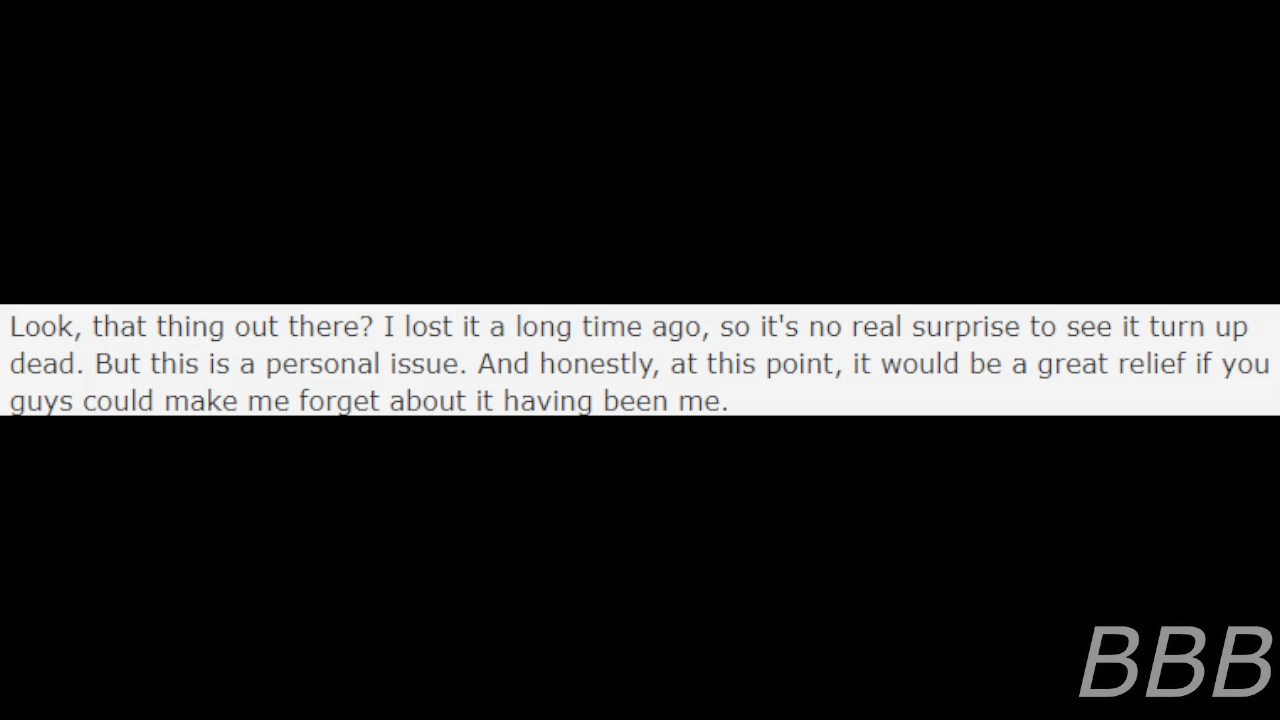 Look, that thing out there? I lost it a long time ago, so it's no real surprise to see it turn up
dead. But this is a personal issue. And honestly, at this point, it would be a great relief if you
guys could make me forget about it having been me.
BBB